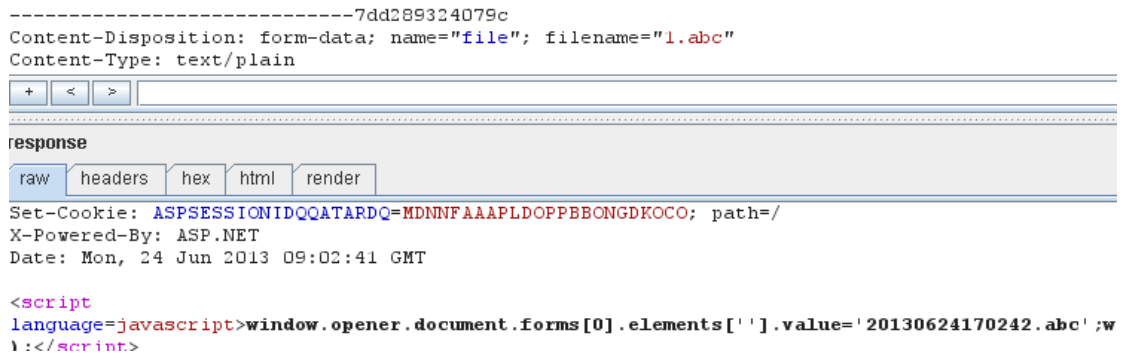 -----------------------------7dd289324079c
Content-Disposition: form-data; name="file"; filename="1.abc"
Content-Type: text/plain
+ < >
response
raw headers hex html render
Set-Cookie: ASPSESSIONIDQQATARDQ=MDNNFAAAPLDOPPBBONGDKOCO; path=/
X-Powered-By: ASP.NET
Date: Mon, 24 Jun 2013 09:02:41 GMT
<script
language=javascript>window.opener.document.forms[0].elements[''].value='20130624170242.abc';w
);</script>